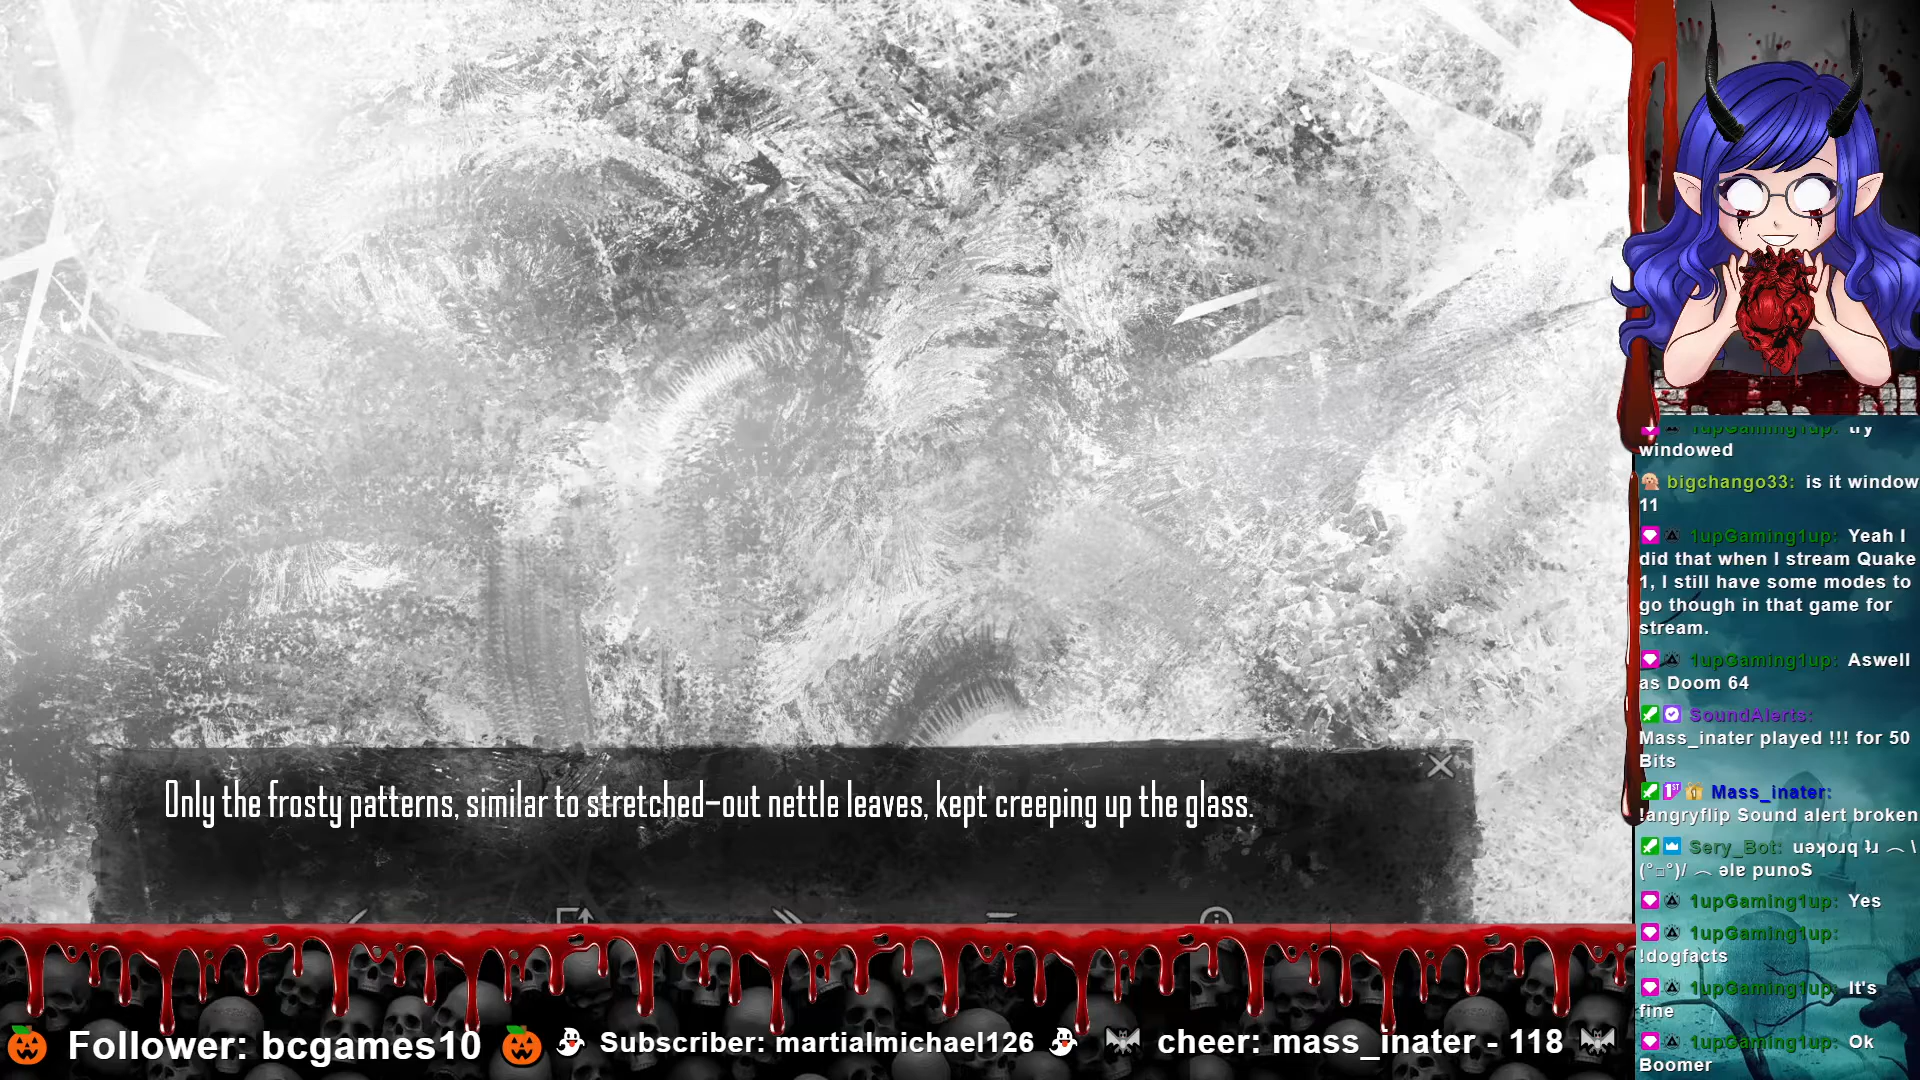 Only the frosty patterns, similar to stretched-out nettle leaves, kept creeping up the glass.
1upGaming1up: try
windowed
bigchango33: is it window
11
1upGaming1up: Yeah I
did that when I stream Quake
1, I still have some modes to
go though in that game for
stream.
1upGaming1up: Aswell
as Doom 64
SoundAlerts:
Mass_inater played !!! for 50
Bits
Mass_inater:
!angryflip Sound alert broken
Sery_Bot: uǝʞoɹq ʇɹ ︵ \
(°□°)/ ︵ ǝlɐ punoS
1upGaming1up: Yes
1upGaming1up:
!dogfacts
1upGaming1up: It's
fine
1upGaming1up: Ok
Boomer
Follower: bcgames10 Subscriber: martialmichael126 cheer: mass_inater - 118